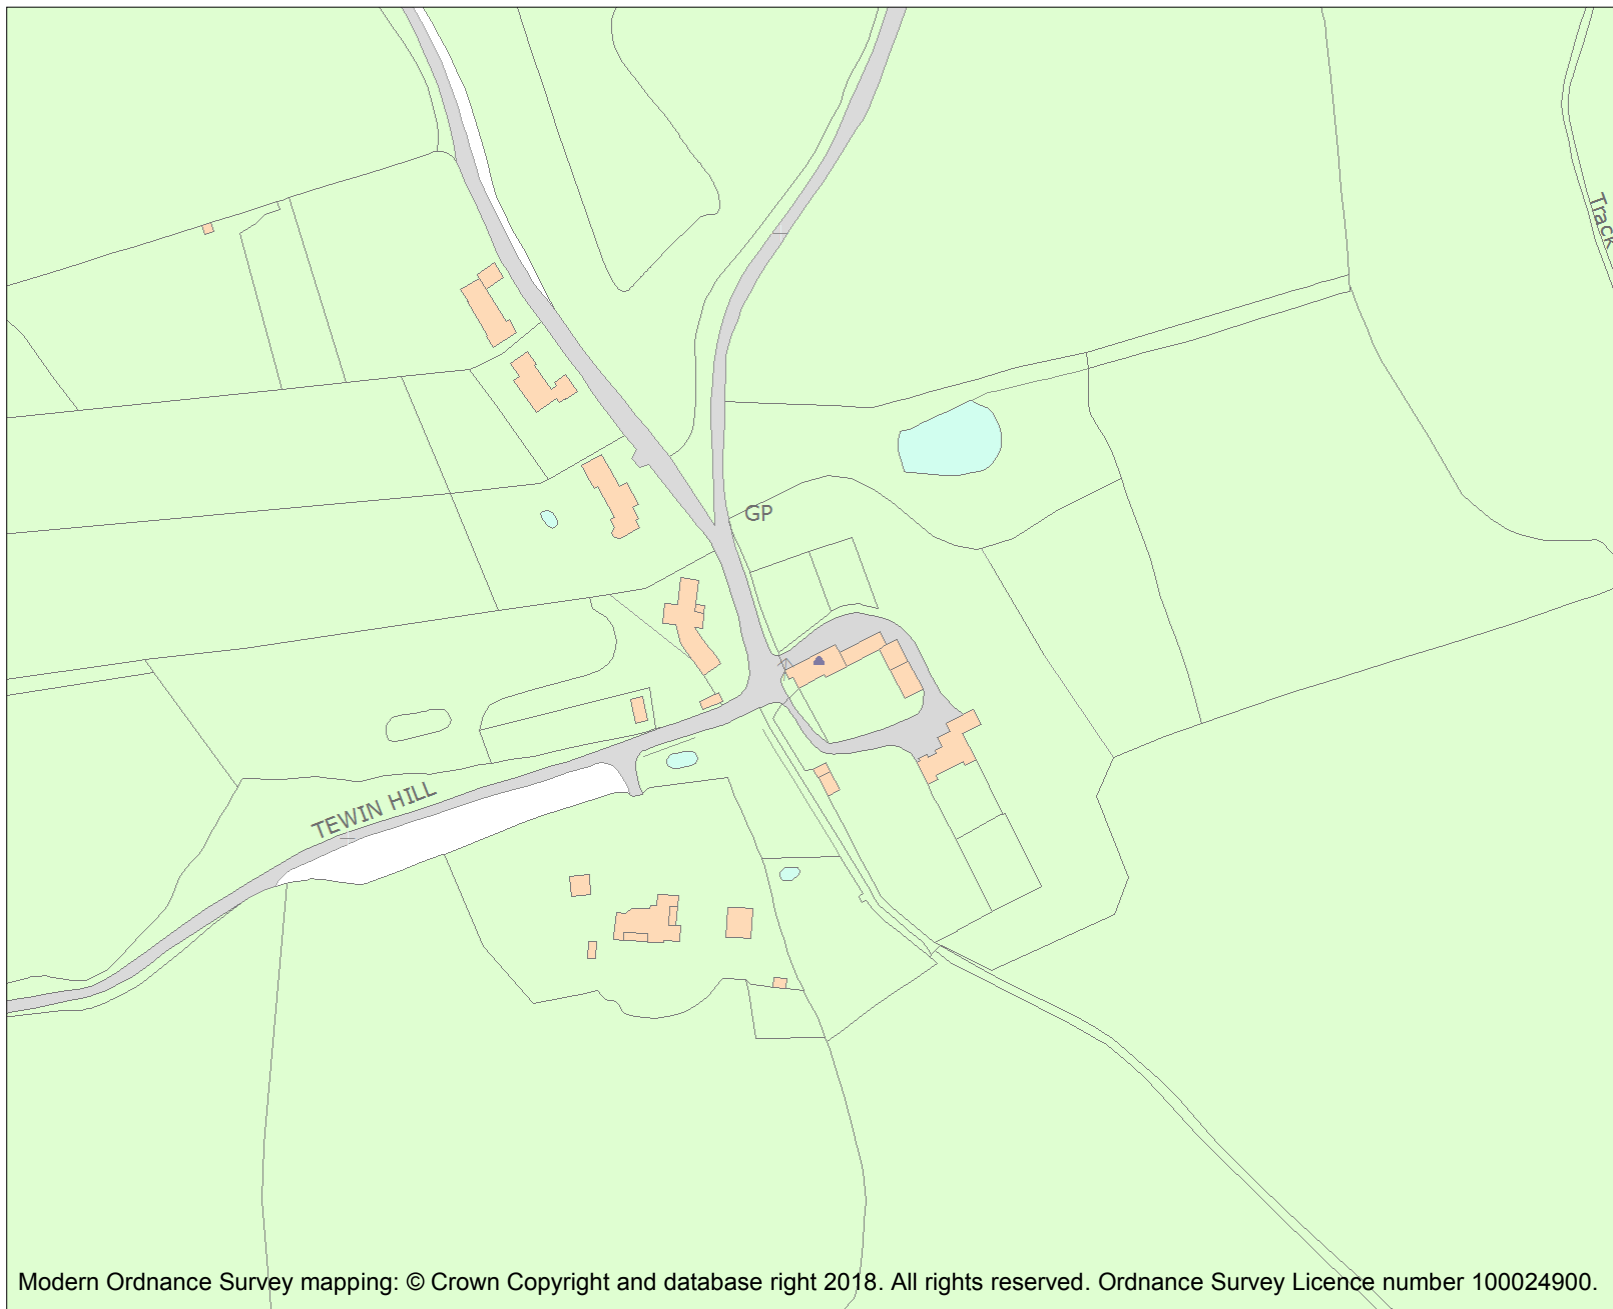 Track
GP
TEWIN HILL
Modern Ordnance Survey mapping: © Crown Copyright and database right 2018. All rights reserved. Ordnance Survey Licence number 100024900.